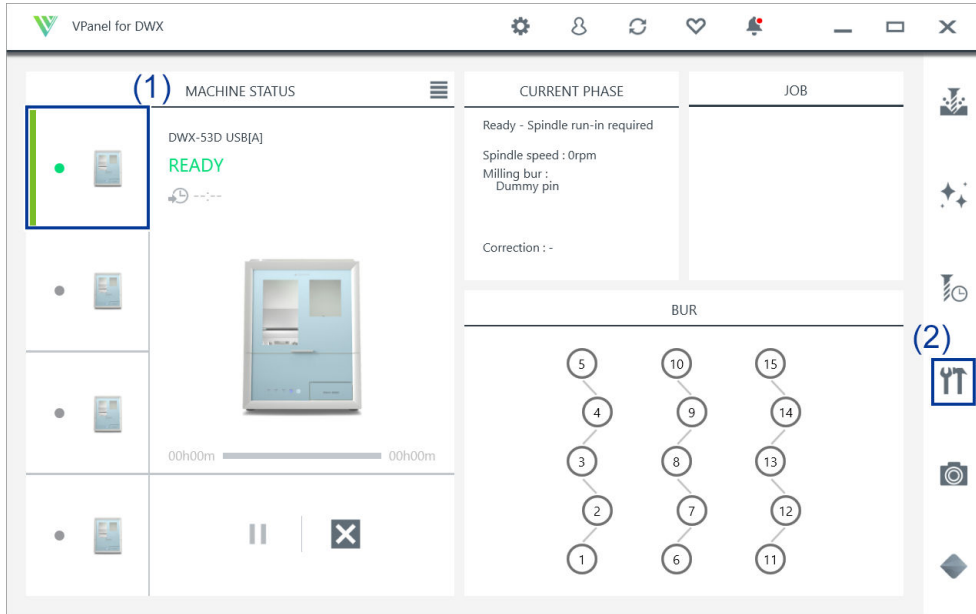 VPanel for DWX
(1)
MACHINE STATUS
DWX-53D USB[A]
READY
--:--
00h00m
00h00m
CURRENT PHASE
Ready - Spindle run-in required
Spindle speed : 0rpm
Milling bur :
Dummy pin
Correction : -
JOB
BUR
5 10 15
4 9 14
3 8 13
2 7 12
1 6 11
(2)